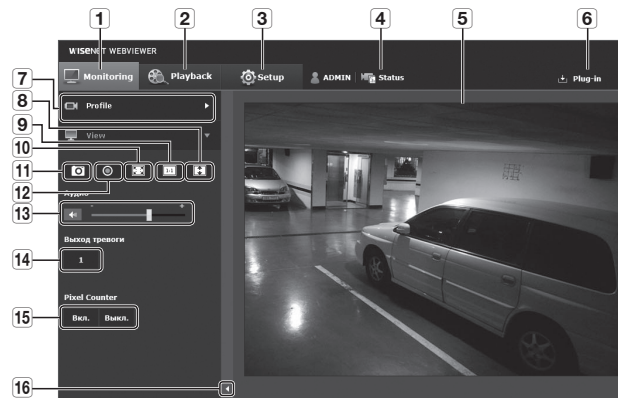 1 2 3 4 5 6
WISENET WEBVIEWER
Monitoring Playback Setup ADMIN Status Plug-in
7 Profile
8 View
9
10
11 1:1
12
Аудио
13 - +
Выход тревоги
14 1
Pixel Counter
15 Вкл. Выкл.
16